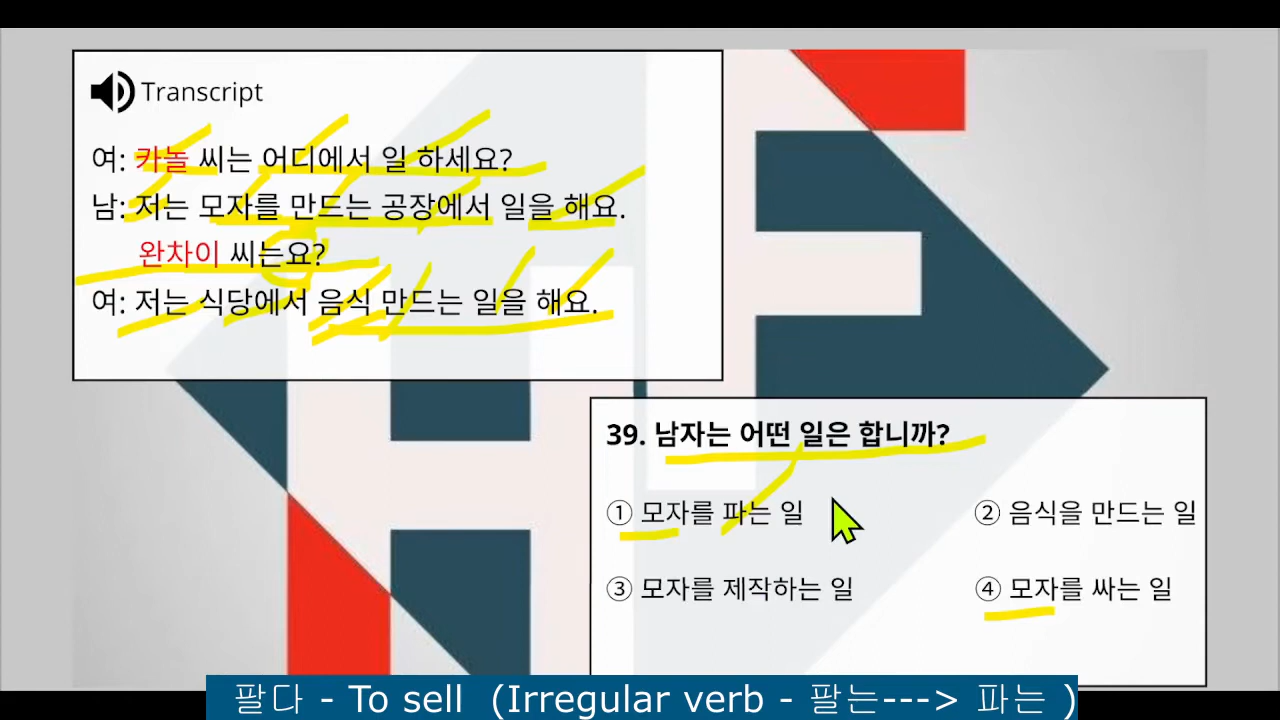 Transcript
여: 카놀 씨는 어디에서 일 하세요?
남: 저는 모자를 만드는 공장에서 일을 해요.
완차이 씨는요?
여: 저는 식당에서 음식 만드는 일을 해요.
39. 남자는 어떤 일은 합니까?
① 모자를 파는 일
② 음식을 만드는 일
③ 모자를 제작하는 일
④ 모자를 싸는 일
팔다 - To sell (Irregular verb - 팔는---> 파는 )